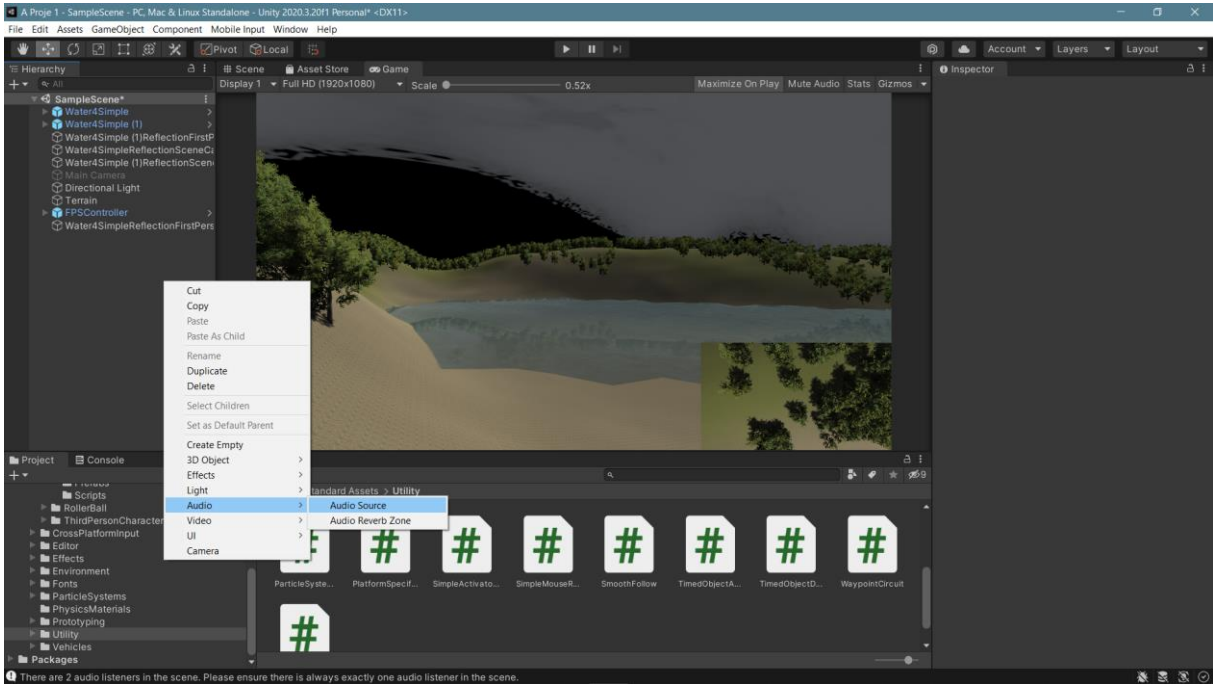 A Proje 1 - SampleScene - PC, Mac & Linux Standalone - Unity 2020.3.20f1 Personal* <DX11>
File Edit Assets GameObject Component Mobile Input Window Help
Pivot Local Account Layers Layout
Hierarchy
Scene Asset Store Game
Inspector
All
Display 1 Full HD (1920x1080) Scale 0.52x Maximize On Play Mute Audio Stats Gizmos
SampleScene*
Water4Simple
Water4Simple (1)
Water4Simple (1)ReflectionFirstP
Water4SimpleReflectionSceneCa
Water4Simple (1)ReflectionScen
Main Camera
Directional Light
Terrain
FPSController
Water4SimpleReflectionFirstPers
Cut
Copy
Paste
Paste As Child
Rename
Duplicate
Delete
Select Children
Set as Default Parent
Create Empty
3D Object
Effects
Light
Audio
Video
UI
Camera
Audio Source
Audio Reverb Zone
Project Console
9
Scripts
RollerBall
ThirdPersonCharacter
CrossPlatformInput
Editor
Effects
Environment
Fonts
ParticleSystems
PhysicsMaterials
Prototyping
Utility
Vehicles
Packages
tandard Assets > Utility
# # # # # # # #
ParticleSyste... PlatformSpecif... SimpleActivato... SimpleMouseR... SmoothFollow TimedObjectA... TimedObjectD... WaypointCircuit
#
There are 2 audio listeners in the scene. Please ensure there is always exactly one audio listener in the scene.